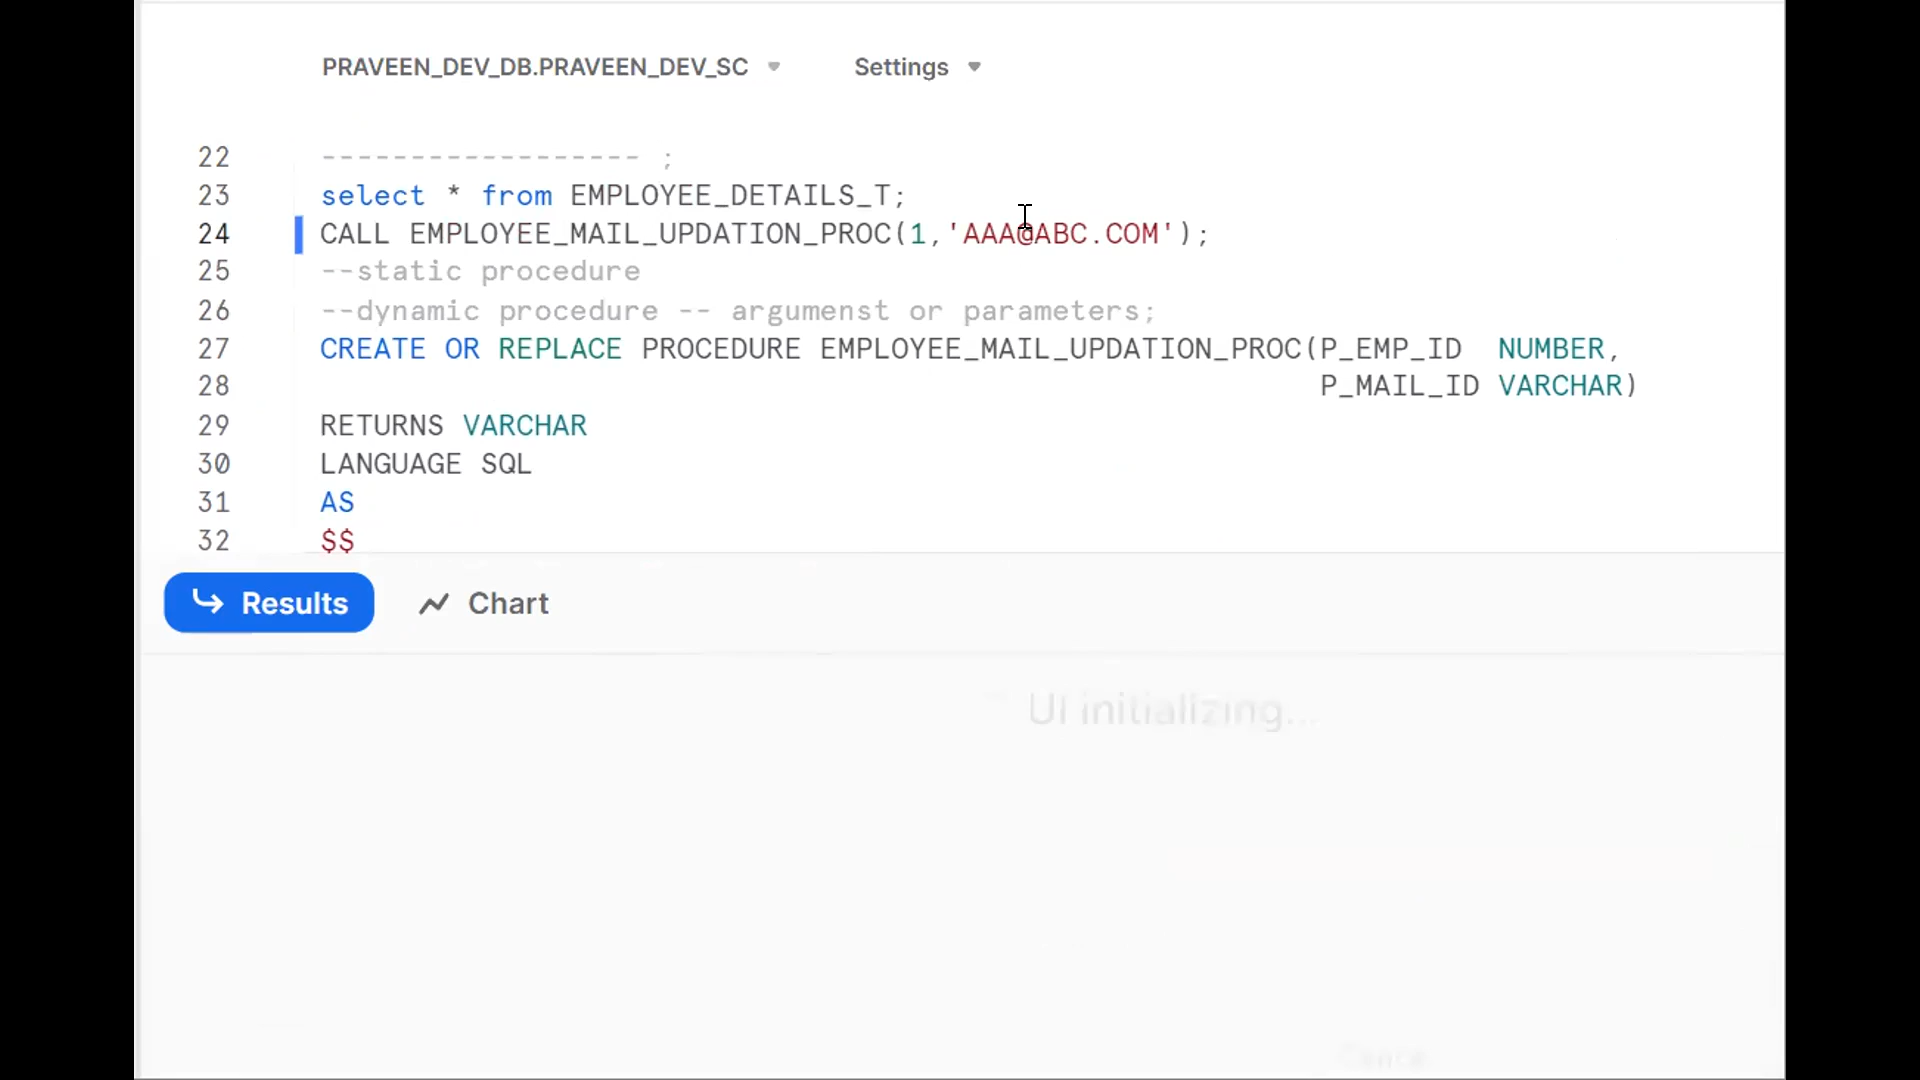 PRAVEEN_DEV_DB.PRAVEEN_DEV_SC Settings
22 ------------------ ;
23 select * from EMPLOYEE_DETAILS_T;
24 CALL EMPLOYEE_MAIL_UPDATION_PROC(1,'AAA@ABC.COM');
25 --static procedure
26 --dynamic procedure -- argumenst or parameters;
27 CREATE OR REPLACE PROCEDURE EMPLOYEE_MAIL_UPDATION_PROC(P_EMP_ID  NUMBER,
28 P_MAIL_ID VARCHAR)
29 RETURNS VARCHAR
30 LANGUAGE SQL
31 AS
32 $$
Results Chart
UI initializing...